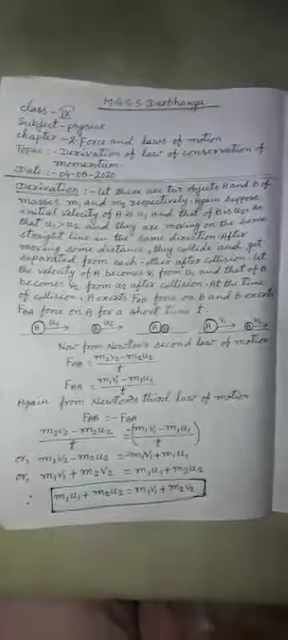 M.G.S.S Darbhanga
class - IX
Subject - physics
chapter - 2 Force and laws of motion
Topic :- Derivation of law of conservation of
momentum.
Date :- 04-05-2020
Derivation :- Let there are two objects A and B of
masses m₁ and m₂ respectively. Again suppose
initial velocity of A is u₁ and that of B is u₂ so
that u₁ > u₂ and they are moving on the same
straight line in the same direction. After
moving some distance, they collide and get
separated from each-other after collision. Let
the velocity of A becomes v₁ from u₁ and that of B
becomes v₂ from u₂ after collision. At the time
of collision, A exerts FAB force on B and B exerts
FBA force on A for a short time t.
A u₁ B u₂ A B A v₁ B v₂
Now from Newton's second law of motion
FAB = m₂v₂ - m₂u₂ / t
FBA = m₁v₁ - m₁u₁ / t
Again from Newton's third law of motion
FAB = - FBA
m₂v₂ - m₂u₂ / t = - (m₁v₁ - m₁u₁ / t)
or, m₂v₂ - m₂u₂ = - m₁v₁ + m₁u₁
or, m₁v₁ + m₂v₂ = m₁u₁ + m₂u₂
∴ m₁u₁ + m₂u₂ = m₁v₁ + m₂v₂